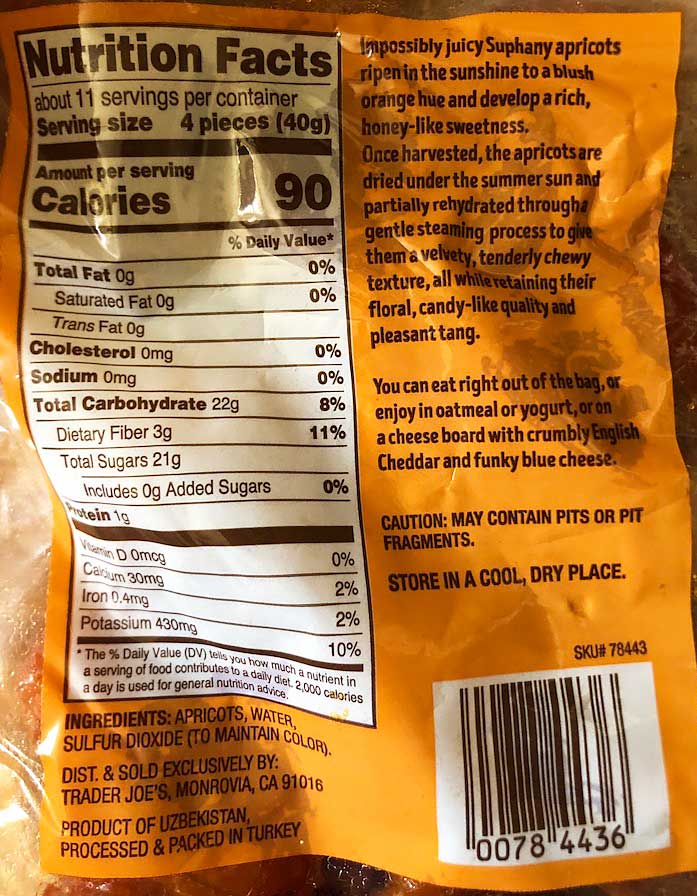 Nutrition Facts
about 11 servings per container
Serving size 4 pieces (40g)
Amount per serving
Calories 90
% Daily Value*
Total Fat 0g 0%
Saturated Fat 0g 0%
Trans Fat 0g
Cholesterol 0mg 0%
Sodium 0mg 0%
Total Carbohydrate 22g 8%
Dietary Fiber 3g 11%
Total Sugars 21g
Includes 0g Added Sugars 0%
Protein 1g
Vitamin D 0mcg 0%
Calcium 30mg 2%
Iron 0.4mg 2%
Potassium 430mg 10%
* The % Daily Value (DV) tells you how much a nutrient in
a serving of food contributes to a daily diet. 2,000 calories
a day is used for general nutrition advice.
INGREDIENTS: APRICOTS, WATER,
SULFUR DIOXIDE (TO MAINTAIN COLOR).
DIST. & SOLD EXCLUSIVELY BY:
TRADER JOE'S, MONROVIA, CA 91016
PRODUCT OF UZBEKISTAN,
PROCESSED & PACKED IN TURKEY
Impossibly juicy Suphany apricots
ripen in the sunshine to a blush
orange hue and develop a rich,
honey-like sweetness.
Once harvested, the apricots are
dried under the summer sun and
partially rehydrated through a
gentle steaming process to give
them a velvety, tenderly chewy
texture, all while retaining their
floral, candy-like quality and
pleasant tang.
You can eat right out of the bag, or
enjoy in oatmeal or yogurt, or on
a cheese board with crumbly English
Cheddar and funky blue cheese.
CAUTION: MAY CONTAIN PITS OR PIT
FRAGMENTS.
STORE IN A COOL, DRY PLACE.
SKU# 78443
0078 4436